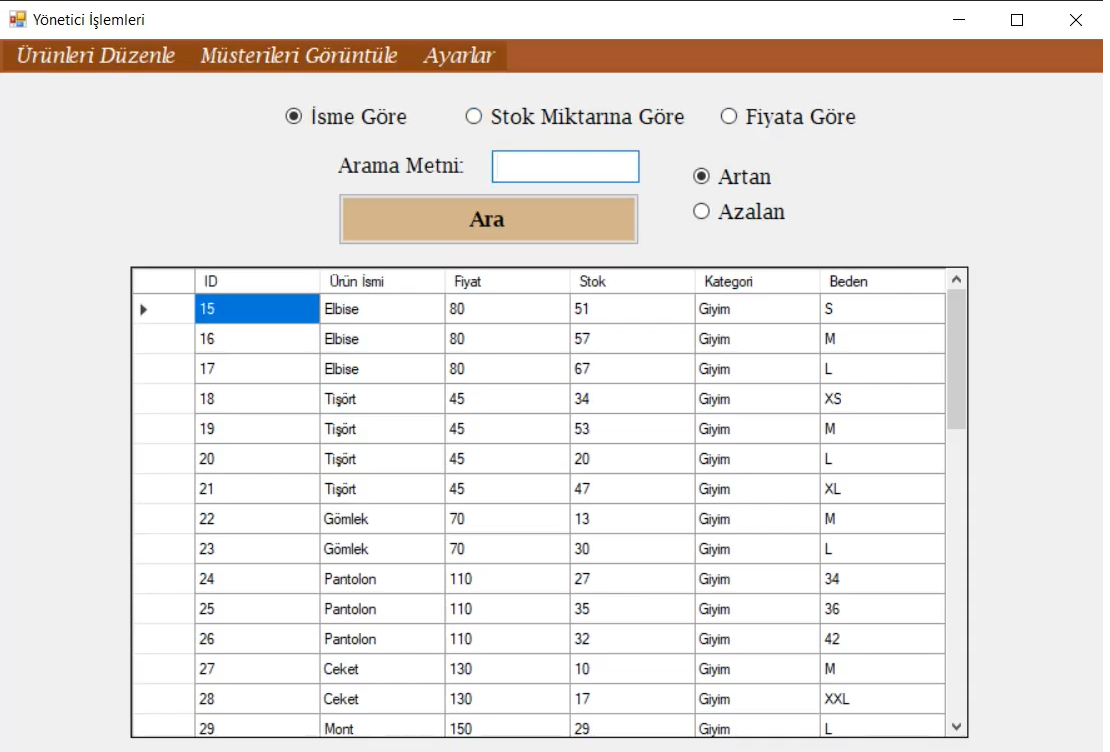 Yönetici İşlemleri
Ürünleri Düzenle Müsterileri Görüntüle Ayarlar
İsme Göre Stok Miktarına Göre Fiyata Göre
Arama Metni:
Artan
Ara
Azalan
ID Ürün İsmi Fiyat Stok Kategori Beden
15 Elbise 80 51 Giyim S
16 Elbise 80 57 Giyim M
17 Elbise 80 67 Giyim L
18 Tişört 45 34 Giyim XS
19 Tişört 45 53 Giyim M
20 Tişört 45 20 Giyim L
21 Tişört 45 47 Giyim XL
22 Gömlek 70 13 Giyim M
23 Gömlek 70 30 Giyim L
24 Pantolon 110 27 Giyim 34
25 Pantolon 110 35 Giyim 36
26 Pantolon 110 32 Giyim 42
27 Ceket 130 10 Giyim M
28 Ceket 130 17 Giyim XXL
29 Mont 150 29 Giyim L